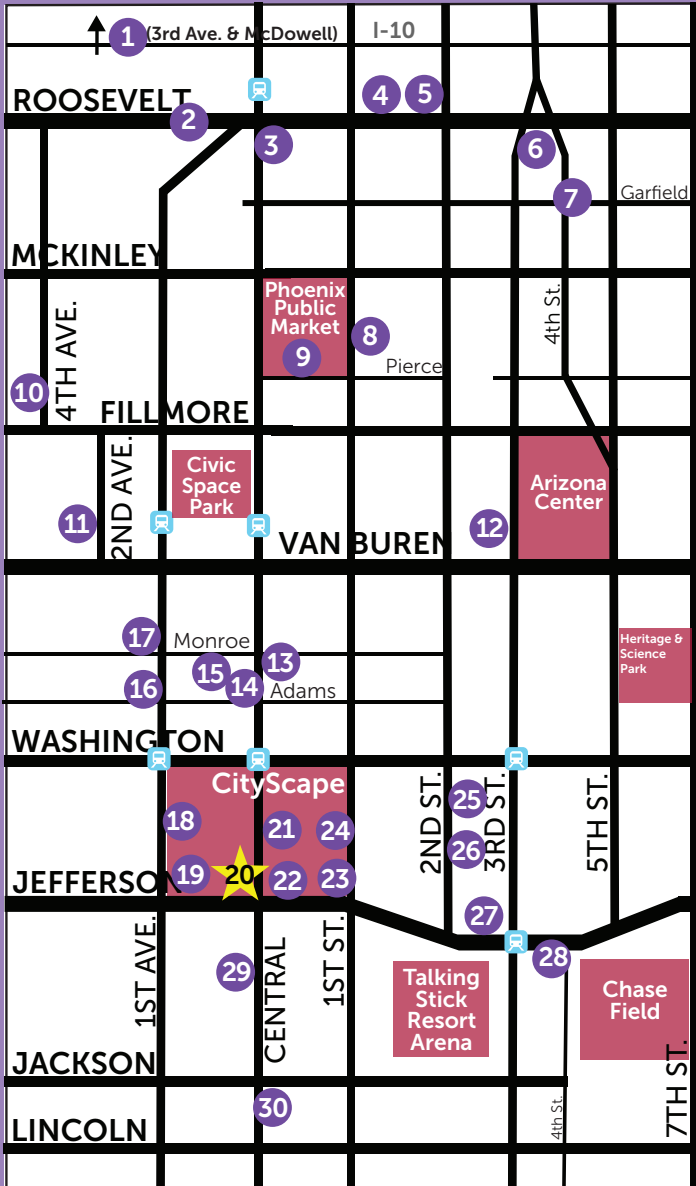 1 (3rd Ave. & McDowell)
I-10
ROOSEVELT
2
3
4
5
6
7
Garfield
MCKINLEY
Phoenix
Public
Market
9
8
4th St.
Pierce
10
4TH AVE.
FILLMORE
2ND AVE.
Civic
Space
Park
Arizona
Center
11
12
VAN BUREN
17
Monroe
13
15
14
16
Adams
Heritage &
Science
Park
WASHINGTON
CityScape
18
21
24
25
26
2ND ST.
3RD ST.
5TH ST.
19
20
22
23
JEFFERSON
27
28
1ST AVE.
29
CENTRAL
1ST ST.
Talking
Stick
Resort
Arena
Chase
Field
JACKSON
7TH ST.
30
4th St.
LINCOLN